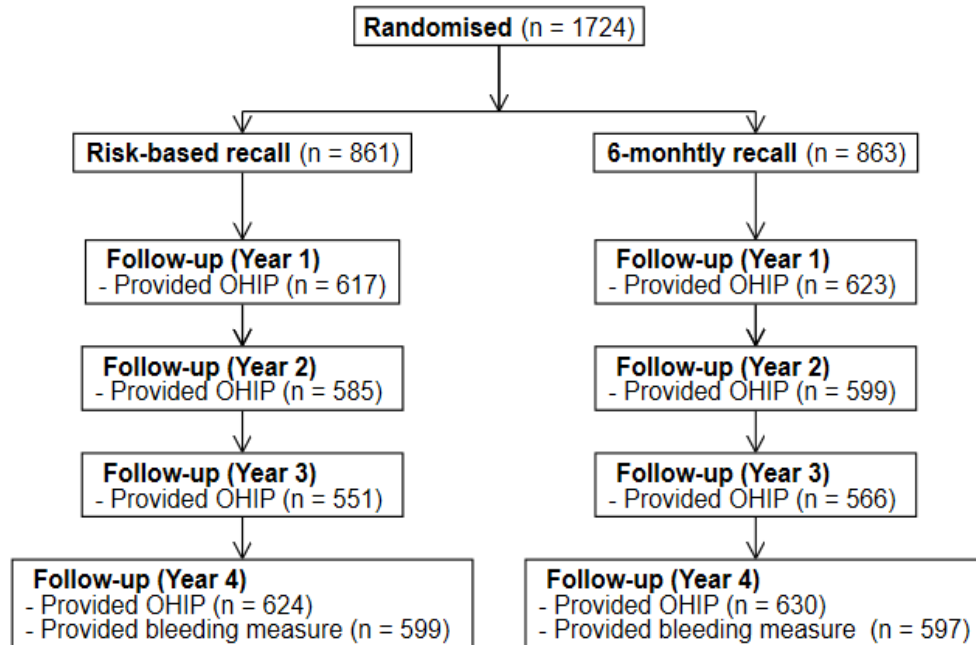 Randomised (n = 1724)
Risk-based recall (n = 861)
6-monhtly recall (n = 863)
Follow-up (Year 1)
- Provided OHIP (n = 617)
Follow-up (Year 1)
- Provided OHIP (n = 623)
Follow-up (Year 2)
- Provided OHIP (n = 585)
Follow-up (Year 2)
- Provided OHIP (n = 599)
Follow-up (Year 3)
- Provided OHIP (n = 551)
Follow-up (Year 3)
- Provided OHIP (n = 566)
Follow-up (Year 4)
- Provided OHIP (n = 624)
- Provided bleeding measure (n = 599)
Follow-up (Year 4)
- Provided OHIP (n = 630)
- Provided bleeding measure (n = 597)